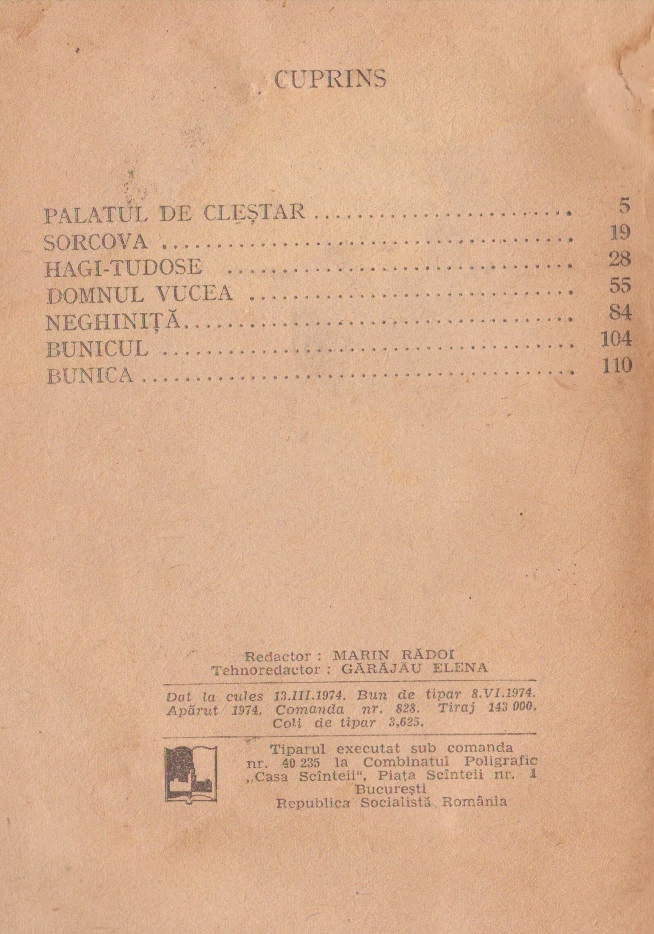 CUPRINS
PALATUL DE CLEȘTAR ........................... 5
SORCOVA ........................................ 19
HAGI-TUDOSE .................................. 28
DOMNUL VUCEA ............................... 55
NEGHINIȚĂ..................................... 84
BUNICUL ........................................ 104
BUNICA .......................................... 110
Redactor : MARIN RĂDOI
Tehnoredactor : GĂRĂJĂU ELENA
Dat la cules 13.III.1974. Bun de tipar 8.VI.1974.
Apărut 1974. Comanda nr. 828. Tiraj 143 000.
Coli de tipar 3,625.
Tiparul executat sub comanda
nr. 40 235 la Combinatul Poligrafic
„Casa Scînteii“, Piața Scînteii nr. 1
București
Republica Socialistă România